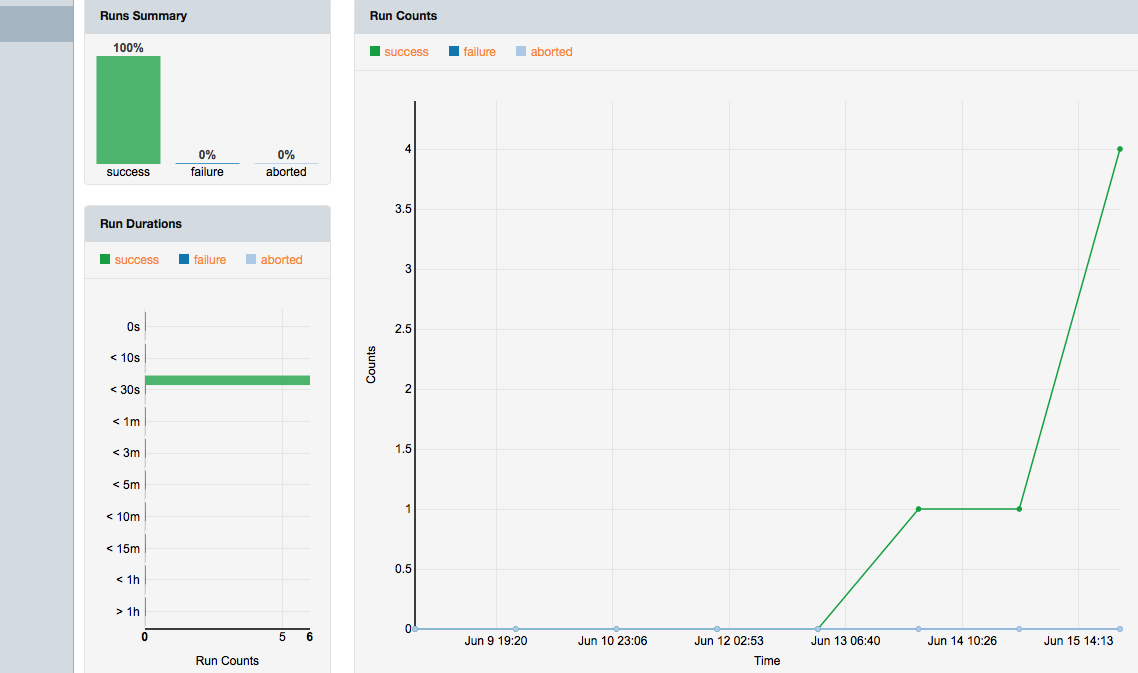 Runs Summary
100%
0%
0%
success
failure
aborted
Run Durations
success
failure
aborted
0s
< 10s
< 30s
< 1m
< 3m
< 5m
< 10m
< 15m
< 1h
> 1h
0
5
6
Run Counts
Run Counts
success
failure
aborted
Counts
4
3.5
3
2.5
2
1.5
1
0.5
0
Jun 9 19:20
Jun 10 23:06
Jun 12 02:53
Jun 13 06:40
Jun 14 10:26
Jun 15 14:13
Time